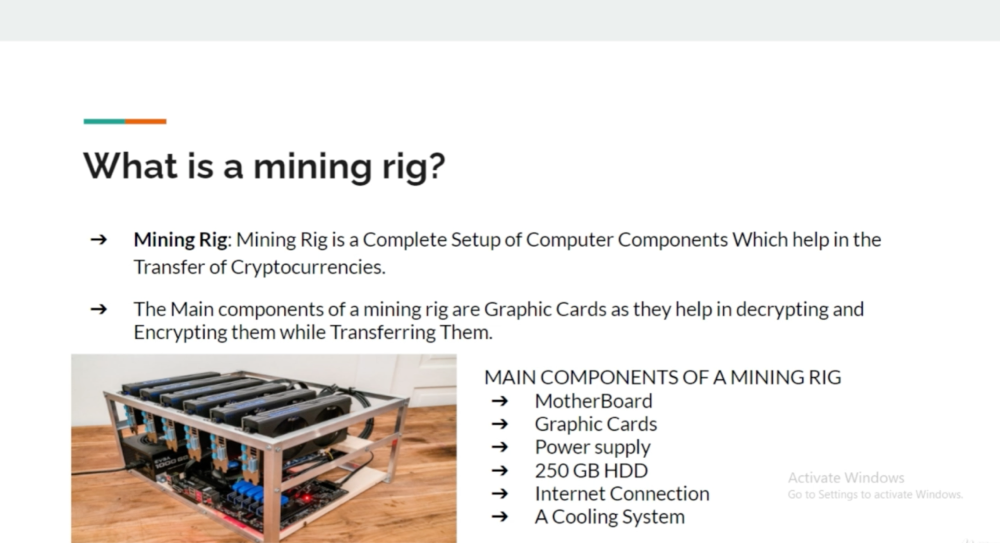 What is a mining rig?
➔ Mining Rig: Mining Rig is a Complete Setup of Computer Components Which help in the
Transfer of Cryptocurrencies.
➔ The Main components of a mining rig are Graphic Cards as they help in decrypting and
Encrypting them while Transferring Them.
EVGA
1000 GQ
MAIN COMPONENTS OF A MINING RIG
➔ MotherBoard
➔ Graphic Cards
➔ Power supply
➔ 250 GB HDD
➔ Internet Connection
➔ A Cooling System
Activate Windows
Go to Settings to activate Windows.